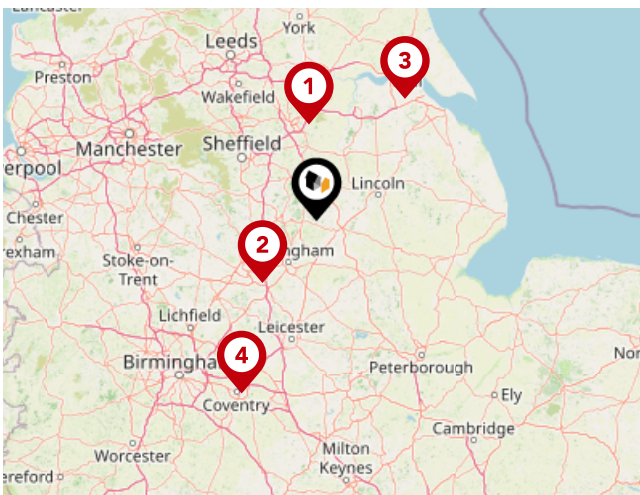 Lancaster
York
Leeds
3
Preston
1
Wakefield
Manchester
Sheffield
erpool
Lincoln
Chester
rexham
2
ingham
Stoke-on-
Trent
Lichfield
Leicester
Birmingha
4
Peterborough
Nor
Coventry
Ely
Cambridge
Worcester
Milton
Keynes
ereford